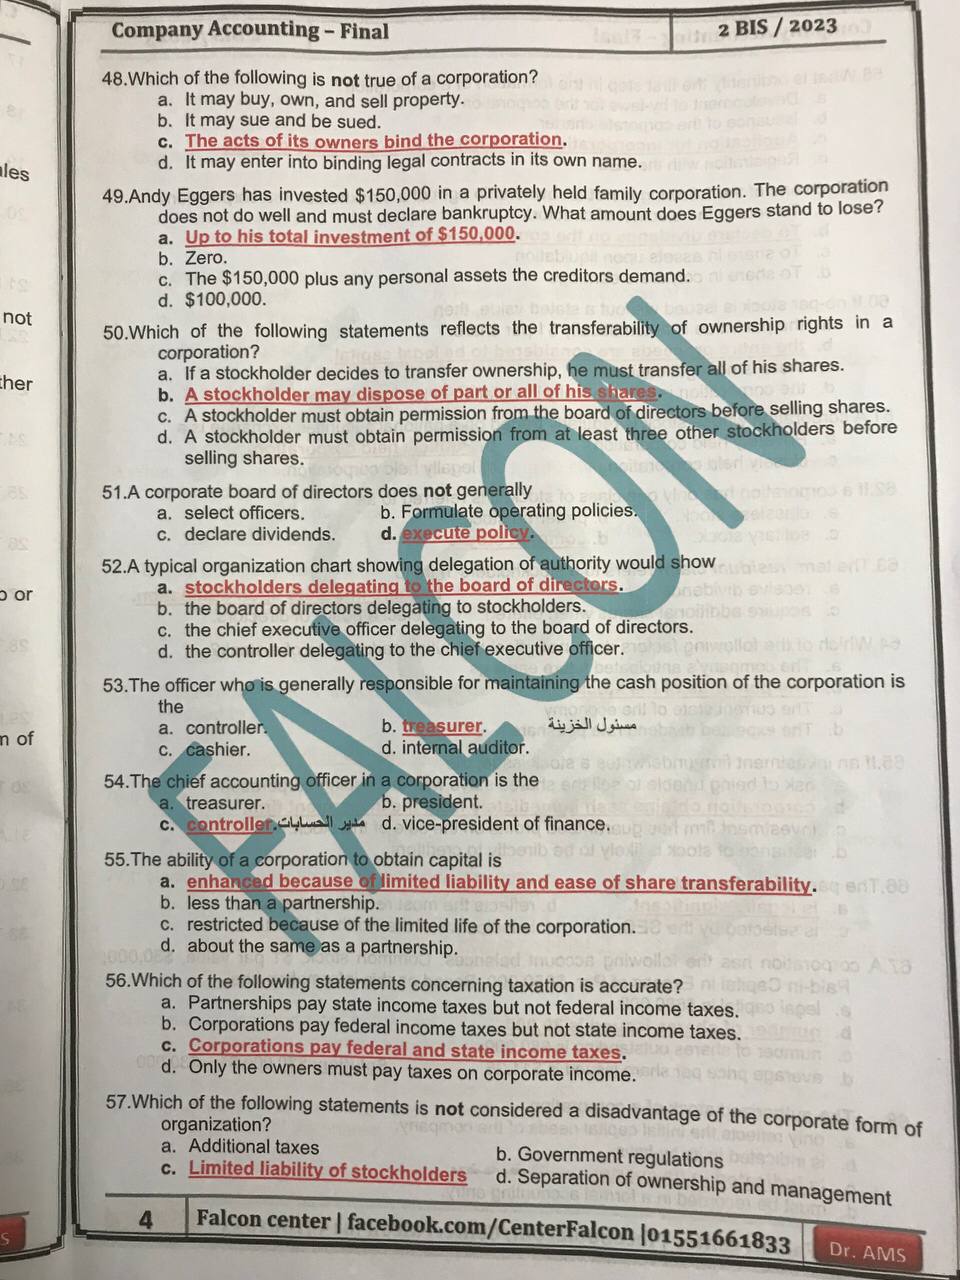 Company Accounting – Final
2 BIS / 2023
48.Which of the following is not true of a corporation?
a. It may buy, own, and sell property.
b. It may sue and be sued.
c. The acts of its owners bind the corporation.
d. It may enter into binding legal contracts in its own name.
49.Andy Eggers has invested $150,000 in a privately held family corporation. The corporation
does not do well and must declare bankruptcy. What amount does Eggers stand to lose?
a. Up to his total investment of $150,000.
b. Zero.
c. The $150,000 plus any personal assets the creditors demand.
d. $100,000.
50.Which of the following statements reflects the transferability of ownership rights in a
corporation?
a. If a stockholder decides to transfer ownership, he must transfer all of his shares.
b. A stockholder may dispose of part or all of his shares.
c. A stockholder must obtain permission from the board of directors before selling shares.
d. A stockholder must obtain permission from at least three other stockholders before
selling shares.
51.A corporate board of directors does not generally
a. select officers. b. Formulate operating policies.
c. declare dividends. d. execute policy.
52.A typical organization chart showing delegation of authority would show
a. stockholders delegating to the board of directors.
b. the board of directors delegating to stockholders.
c. the chief executive officer delegating to the board of directors.
d. the controller delegating to the chief executive officer.
53.The officer who is generally responsible for maintaining the cash position of the corporation is
the
a. controller. b. treasurer. مسئول الخزينة
c. cashier. d. internal auditor.
54.The chief accounting officer in a corporation is the
a. treasurer. b. president.
c. controller. مدير الحسابات d. vice-president of finance.
55.The ability of a corporation to obtain capital is
a. enhanced because of limited liability and ease of share transferability.
b. less than a partnership.
c. restricted because of the limited life of the corporation.
d. about the same as a partnership.
56.Which of the following statements concerning taxation is accurate?
a. Partnerships pay state income taxes but not federal income taxes.
b. Corporations pay federal income taxes but not state income taxes.
c. Corporations pay federal and state income taxes.
d. Only the owners must pay taxes on corporate income.
57.Which of the following statements is not considered a disadvantage of the corporate form of
organization?
a. Additional taxes b. Government regulations
c. Limited liability of stockholders d. Separation of ownership and management
4 Falcon center | facebook.com/CenterFalcon |01551661833 Dr. AMS
FALCON
ales
not
ther
o or
n of
S